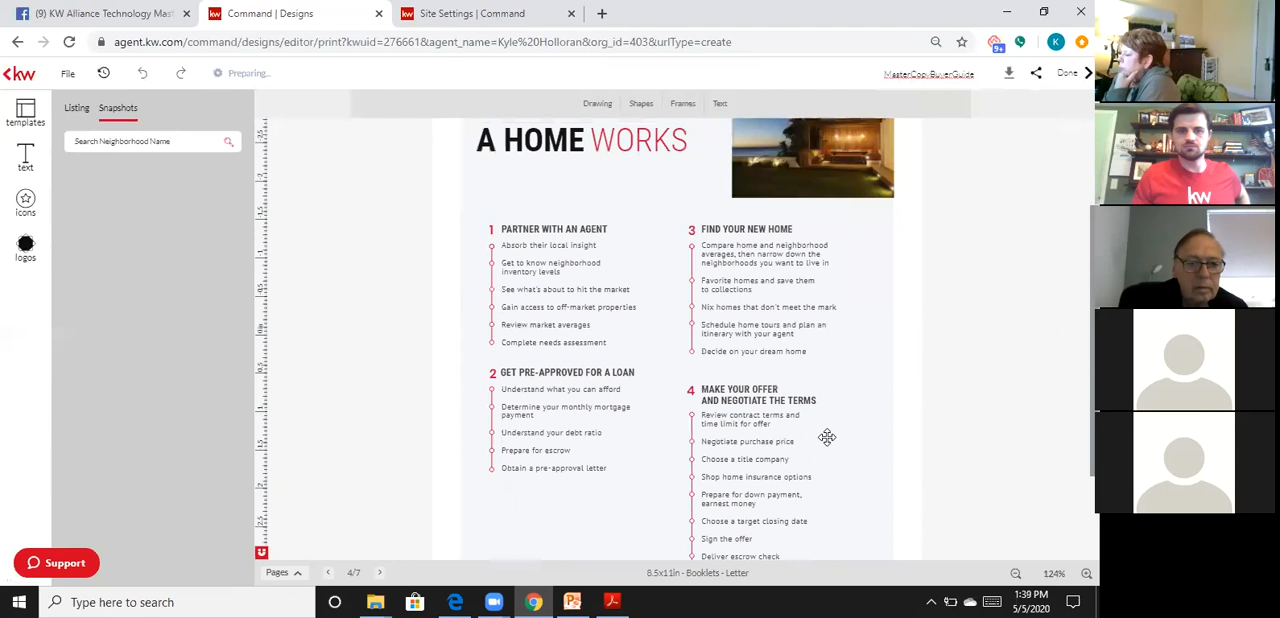 (9) KW Alliance Technology Mas
Command | Designs
Site Settings | Command
agent.kw.com/command/designs/editor/print?kwuid=276661&agent_name=Kyle%20Holloran&org_id=403&urlType=create
9+
K
kw
File
Preparing...
MasterCopyBuyerGuide
Done
templates
text
icons
logos
Listing
Snapshots
Search Neighborhood Name
Drawing
Shapes
Frames
Text
A HOME WORKS
1 PARTNER WITH AN AGENT
Absorb their local insight
Get to know neighborhood
inventory levels
See what's about to hit the market
Gain access to off-market properties
Review market averages
Complete needs assessment
2 GET PRE-APPROVED FOR A LOAN
Understand what you can afford
Determine your monthly mortgage
payment
Understand your debt ratio
Prepare for escrow
Obtain a pre-approval letter
3 FIND YOUR NEW HOME
Compare home and neighborhood
averages, then narrow down the
neighborhoods you want to live in
Favorite homes and save them
to collections
Nix homes that don't meet the mark
Schedule home tours and plan an
itinerary with your agent
Decide on your dream home
4 MAKE YOUR OFFER
AND NEGOTIATE THE TERMS
Review contract terms and
time limit for offer
Negotiate purchase price
Choose a title company
Shop home insurance options
Prepare for down payment,
earnest money
Choose a target closing date
Sign the offer
Deliver escrow check
kw
Support
Pages
4/7
8.5x11in - Booklets - Letter
124%
Type here to search
1:39 PM
5/5/2020